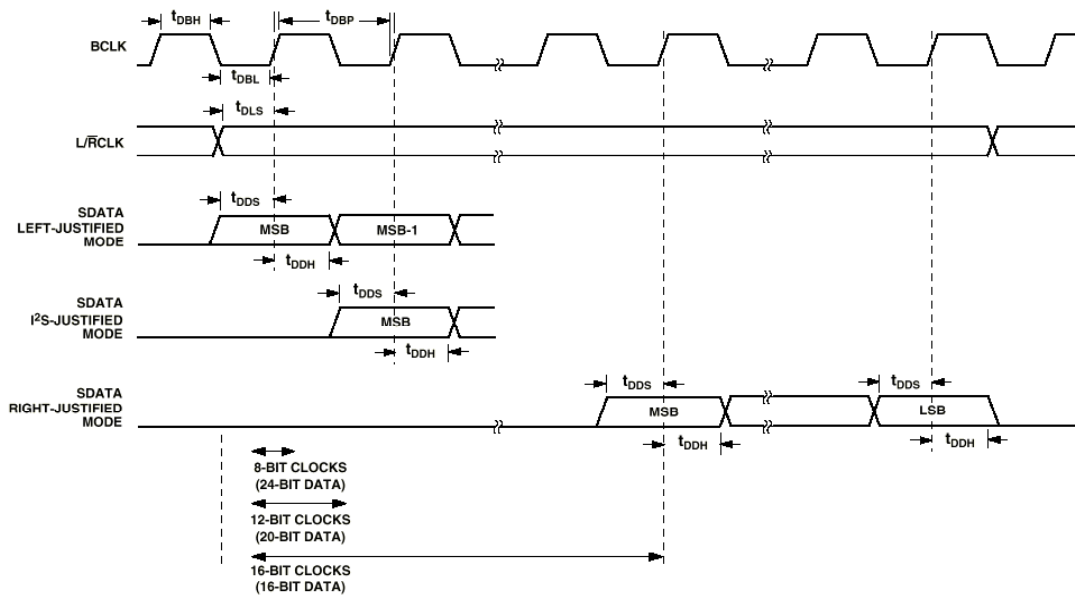 tDBH
tDBP
BCLK
tDBL
tDLS
L/R̅CLK
tDDS
SDATA
LEFT-JUSTIFIED
MODE
MSB
MSB-1
tDDH
SDATA
I²S-JUSTIFIED
MODE
tDDS
MSB
tDDH
SDATA
RIGHT-JUSTIFIED
MODE
tDDS
MSB
tDDH
tDDS
LSB
tDDH
8-BIT CLOCKS
(24-BIT DATA)
12-BIT CLOCKS
(20-BIT DATA)
16-BIT CLOCKS
(16-BIT DATA)